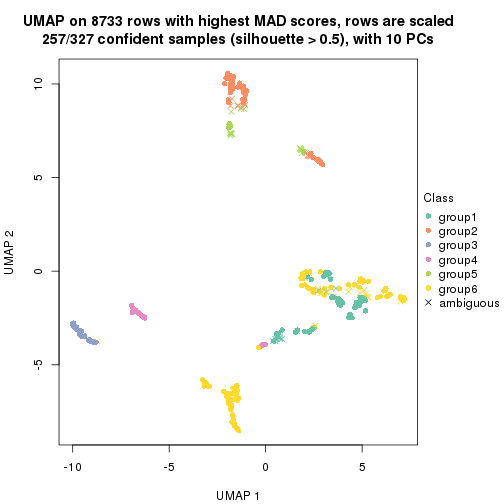 UMAP on 8733 rows with highest MAD scores, rows are scaled
257/327 confident samples (silhouette > 0.5), with 10 PCs
10
5
0
-5
UMAP 2
-10
-5
0
5
UMAP 1
Class
group1
group2
group3
group4
group5
group6
ambiguous